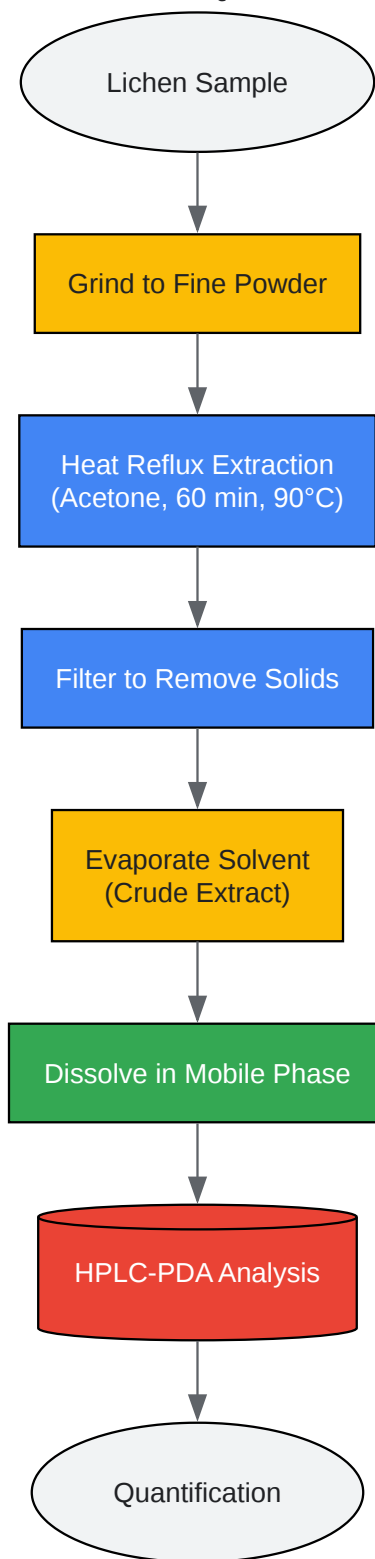 Lichen Sample
Grind to Fine Powder
Heat Reflux Extraction
(Acetone, 60 min, 90°C)
Filter to Remove Solids
Evaporate Solvent
(Crude Extract)
Dissolve in Mobile Phase
HPLC-PDA Analysis
Quantification